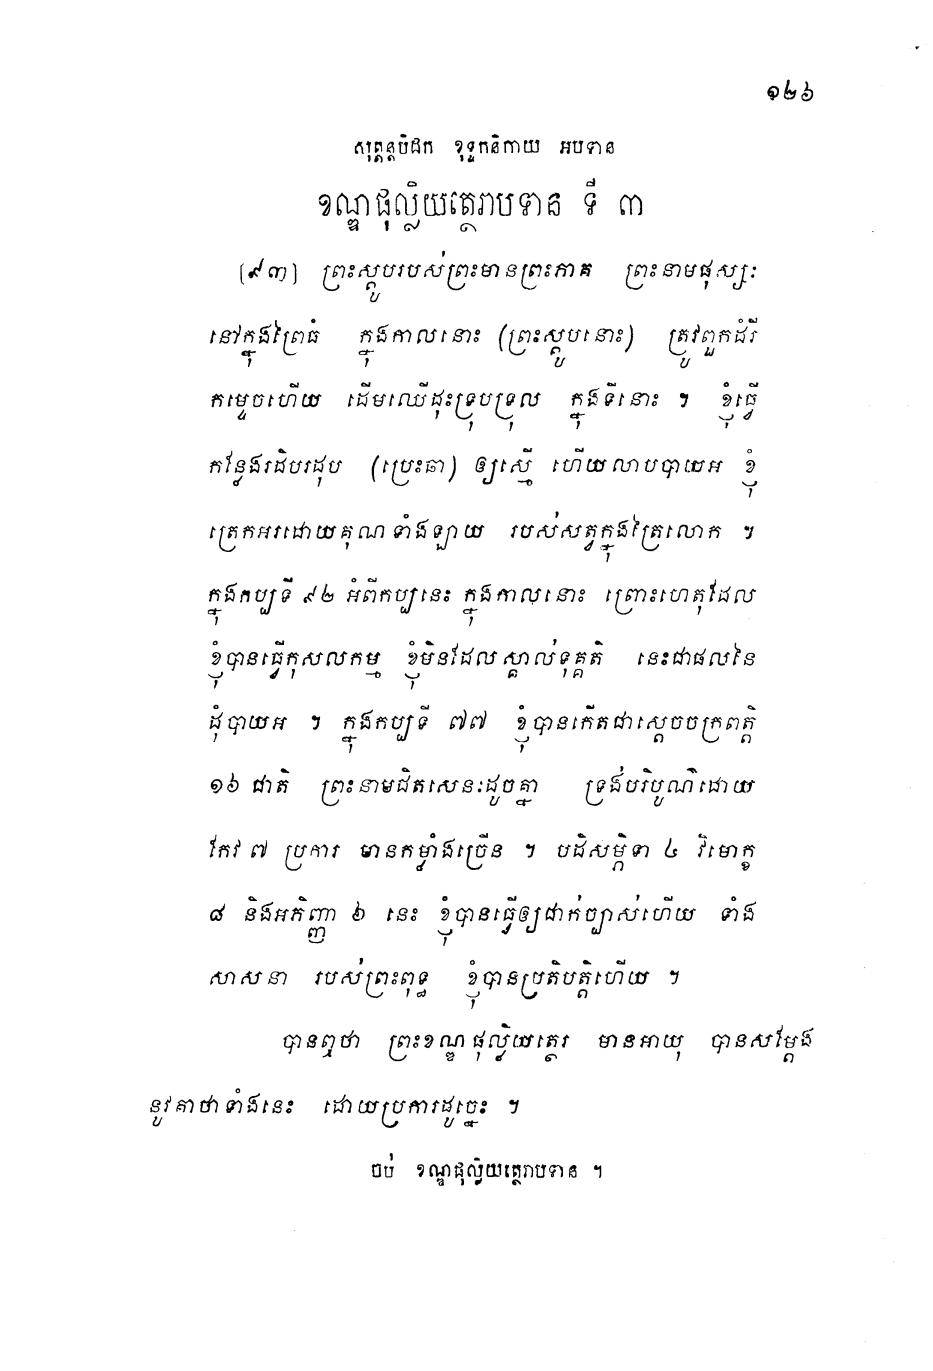 ១២៦
សុត្តន្តបិដក ខុទ្ទកនិកាយ អបទាន
ខណ្ឌផុល្លិយត្ថេរាបទាន ទី ៣
[៩៣] ព្រះស្តូបរបស់ព្រះមានព្រះភាគ ព្រះនាមផុស្សៈ
នៅក្នុងព្រៃធំ ក្នុងកាលនោះ (ព្រះស្តូបនោះ) ត្រូវពួកដំរី
កម្ទេចហើយ ដើមឈើដុះទ្រុបទ្រុល ក្នុងទីនោះ ។ ខ្ញុំធ្វើ
កន្លែងរដិបរដុប (ប្រេះឆា) ឲ្យស្មើ ហើយលាបបាយអ ខ្ញុំ
ត្រេកអរដោយគុណទាំងឡាយ របស់សត្វក្នុងត្រៃលោក ។
ក្នុងកប្បទី ៩២ អំពីកប្បនេះ ក្នុងកាលនោះ ព្រោះហេតុដែល
ខ្ញុំបានធ្វើកុសលកម្ម ខ្ញុំមិនដែលស្គាល់ទុគ្គតិ នេះជាផលនៃ
ដុំបាយអ ។ ក្នុងកប្បទី ៧៧ ខ្ញុំបានកើតជាស្តេចចក្រពត្តិ
១៦ ជាតិ ព្រះនាមជិតសេនៈដូចគ្នា ទ្រង់បរិបូណ៌ដោយ
កែវ ៧ ប្រការ មានកម្លាំងច្រើន ។ បដិសម្ភិទា ៤ វិមោក្ខ
៨ និងអភិញ្ញា ៦ នេះ ខ្ញុំបានធ្វើឲ្យជាក់ច្បាស់ហើយ ទាំង
សាសនា របស់ព្រះពុទ្ធ ខ្ញុំបានប្រតិបត្តិហើយ ។
បានឮថា ព្រះខណ្ឌផុល្លិយត្ថេរ មានអាយុ បានសម្តែង
នូវគាថាទាំងនេះ ដោយប្រការដូច្នេះ ។
ចប់ ខណ្ឌផុល្លិយត្ថេរាបទាន ។